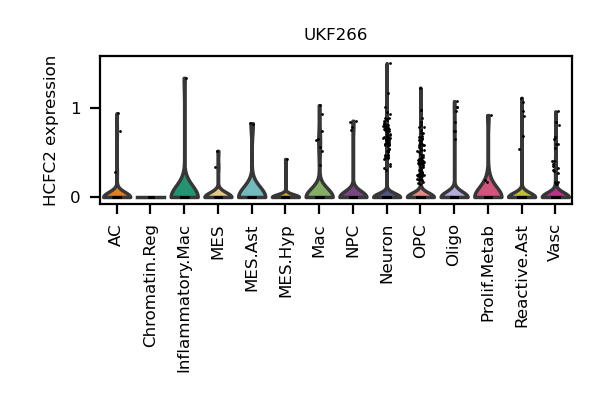 UKF266
HCFC2 expression
1
0
AC
Chromatin.Reg
Inflammatory.Mac
MES
MES.Ast
MES.Hyp
Mac
NPC
Neuron
OPC
Oligo
Prolif.Metab
Reactive.Ast
Vasc